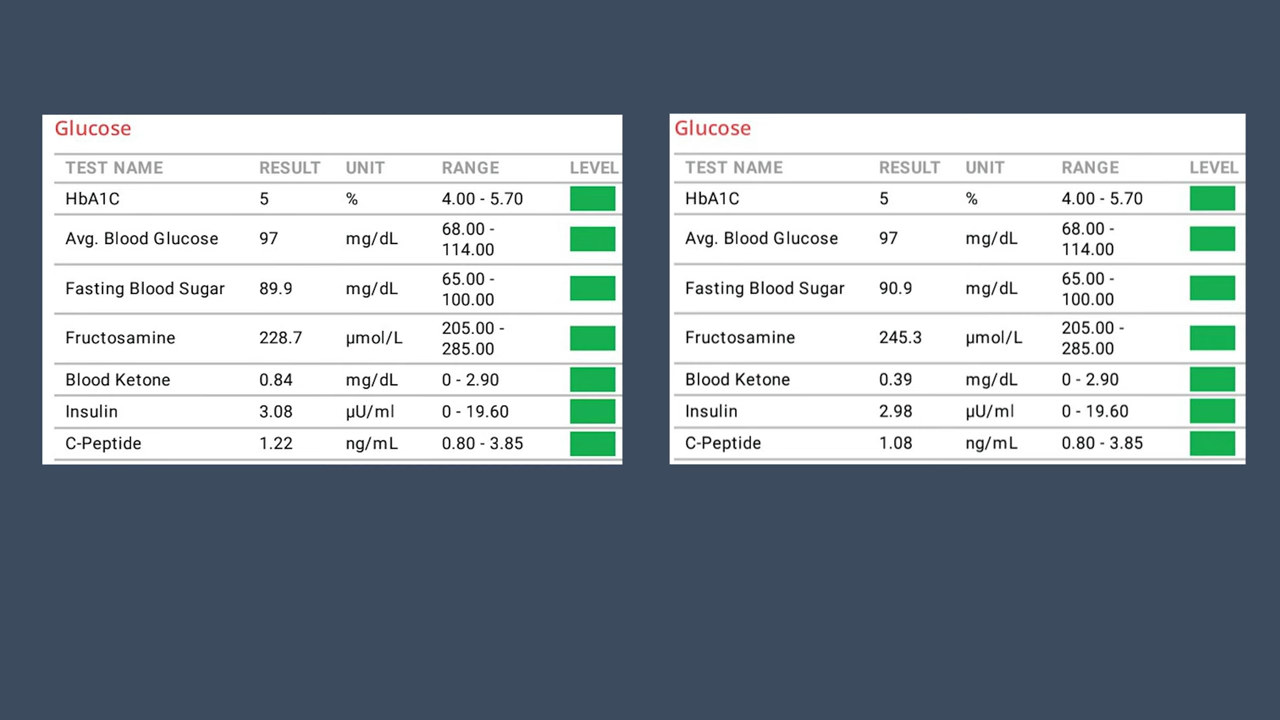 Glucose
TEST NAME RESULT UNIT RANGE LEVEL
HbA1C 5 % 4.00 - 5.70
Avg. Blood Glucose 97 mg/dL 68.00 -
114.00
Fasting Blood Sugar 89.9 mg/dL 65.00 -
100.00
Fructosamine 228.7 µmol/L 205.00 -
285.00
Blood Ketone 0.84 mg/dL 0 - 2.90
Insulin 3.08 µU/ml 0 - 19.60
C-Peptide 1.22 ng/mL 0.80 - 3.85
Glucose
TEST NAME RESULT UNIT RANGE LEVEL
HbA1C 5 % 4.00 - 5.70
Avg. Blood Glucose 97 mg/dL 68.00 -
114.00
Fasting Blood Sugar 90.9 mg/dL 65.00 -
100.00
Fructosamine 245.3 µmol/L 205.00 -
285.00
Blood Ketone 0.39 mg/dL 0 - 2.90
Insulin 2.98 µU/ml 0 - 19.60
C-Peptide 1.08 ng/mL 0.80 - 3.85